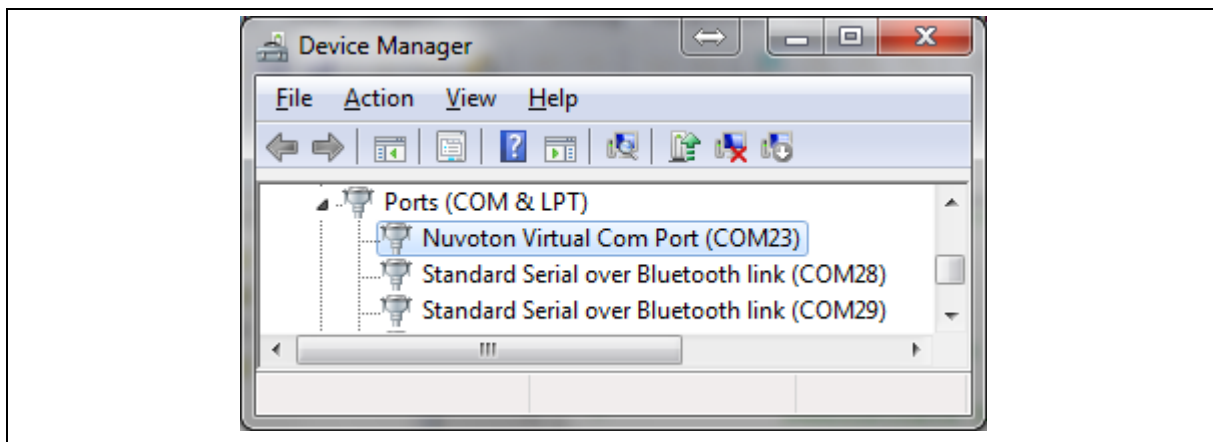 Device Manager
File Action View Help
Ports (COM & LPT)
Nuvoton Virtual Com Port (COM23)
Standard Serial over Bluetooth link (COM28)
Standard Serial over Bluetooth link (COM29)